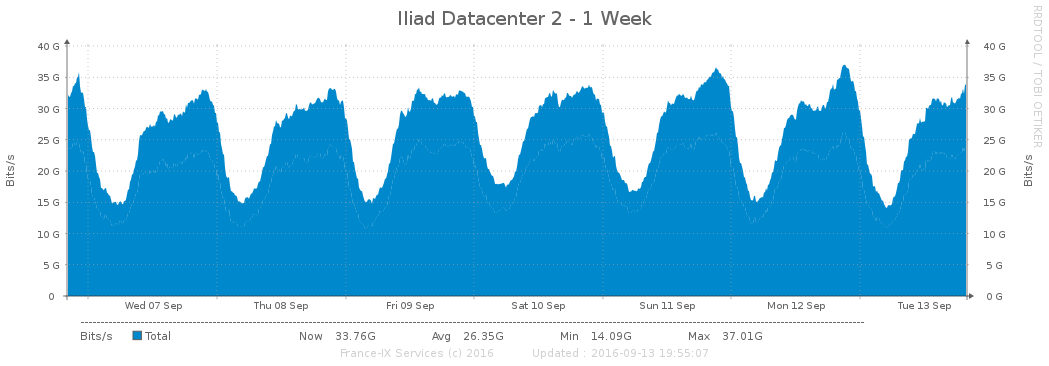 Iliad Datacenter 2 - 1 Week
RRDTOOL / TOBI OETIKER
Bits/s
Bits/s
40 G 40 G
35 G 35 G
30 G 30 G
25 G 25 G
20 G 20 G
15 G 15 G
10 G 10 G
5 G 5 G
0 0 G
Wed 07 Sep Thu 08 Sep Fri 09 Sep Sat 10 Sep Sun 11 Sep Mon 12 Sep Tue 13 Sep
Bits/s Total Now 33.76G Avg 26.35G Min 14.09G Max 37.01G
France-IX Services (c) 2016 Updated : 2016-09-13 19:55:07